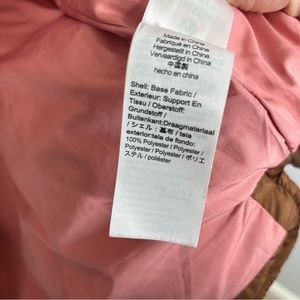 Made in China
Fabriqué en Chine
Hergestellt in China
Vervaardigd in China
中国製
hecho en china
Shell: Base Fabric /
Exterieur: Support En
Tissu / Oberstoff:
Grundstoff /
Buitenkant:Draagmateriaal
/ シェル: 基布 / tela
exterior:tela de fondo:
100% Polyester / Polyester /
Polyester / Polyester / ポリエ
ステル / poliéster